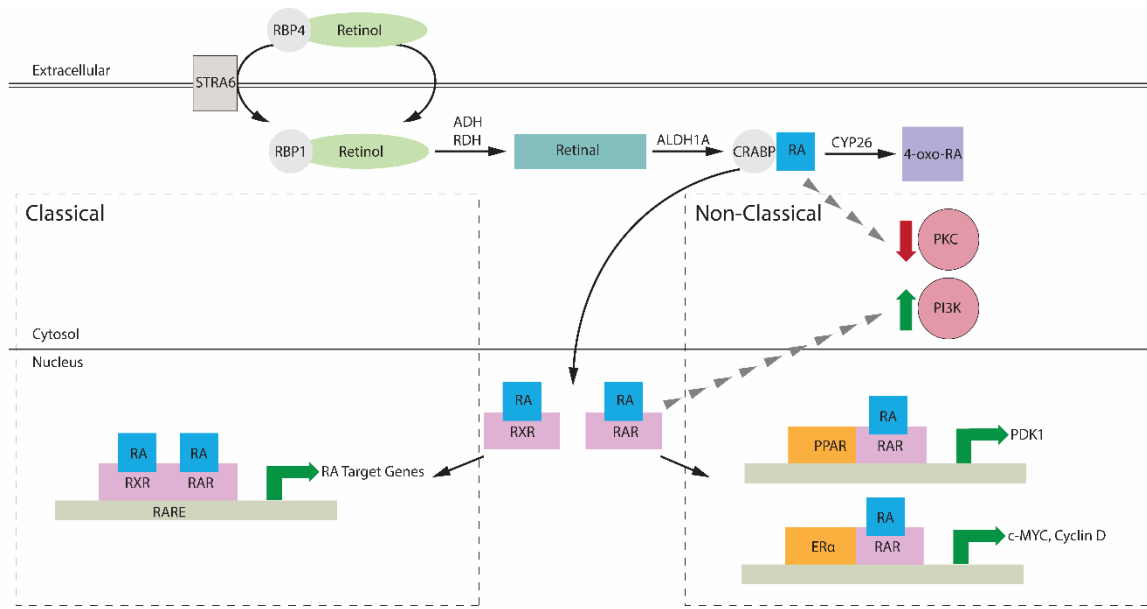 RBP4 Retinol
Extracellular
STRA6
RBP1 Retinol
ADH
RDH
Retinal
ALDH1A
CRABP RA
CYP26
4-oxo-RA
Classical
Non-Classical
PKC
PI3K
Cytosol
Nucleus
RA
RXR
RA
RAR
RA RA
RXR RAR
RARE
RA Target Genes
RA
PPAR RAR
PDK1
RA
ERα RAR
c-MYC, Cyclin D